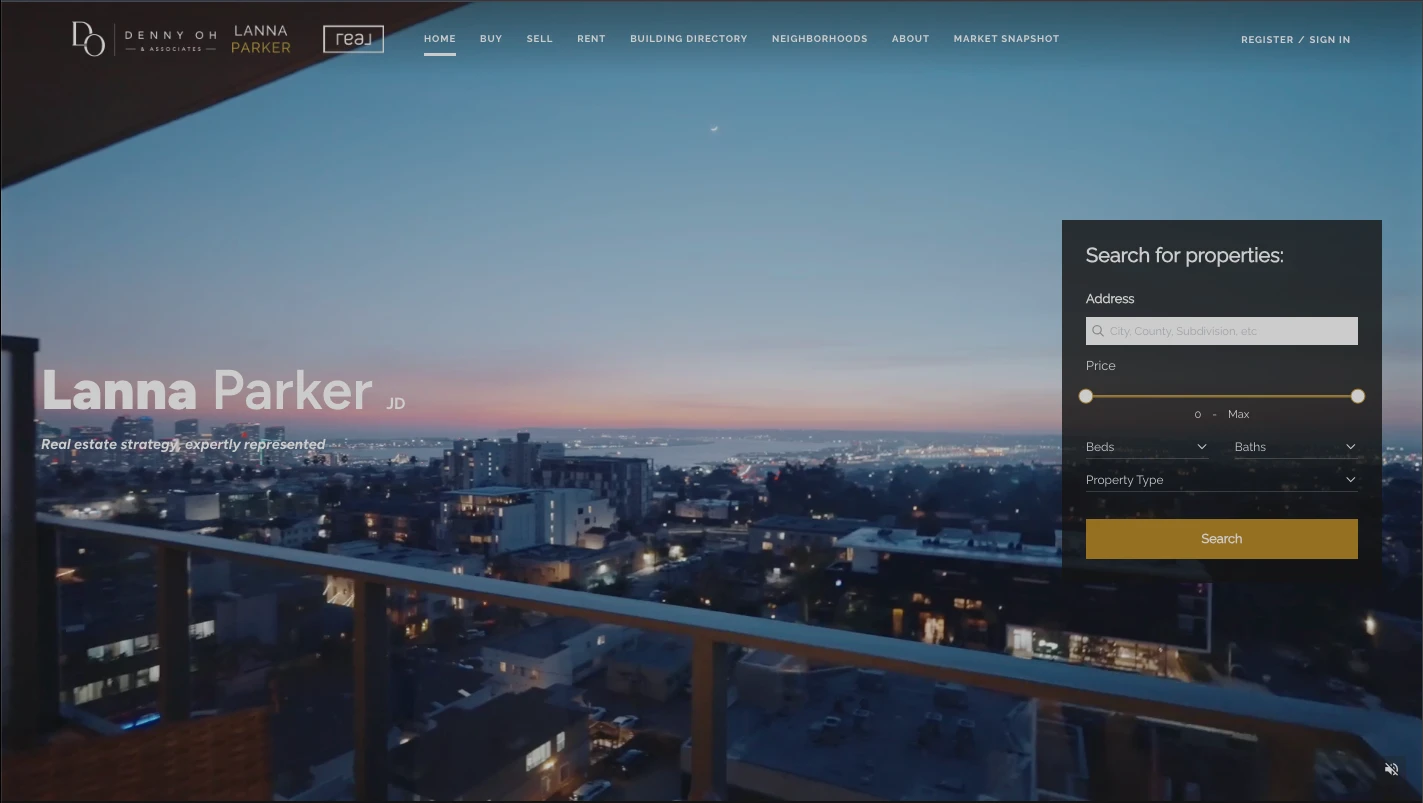 DO DENNY OH
& ASSOCIATES
LANNA
PARKER
real
HOME BUY SELL RENT BUILDING DIRECTORY NEIGHBORHOODS ABOUT MARKET SNAPSHOT
REGISTER / SIGN IN
Lanna Parker JD
Real estate strategy, expertly represented
Search for properties:
Address
City, County, Subdivision, etc
Price
0 - Max
Beds Baths
Property Type
Search